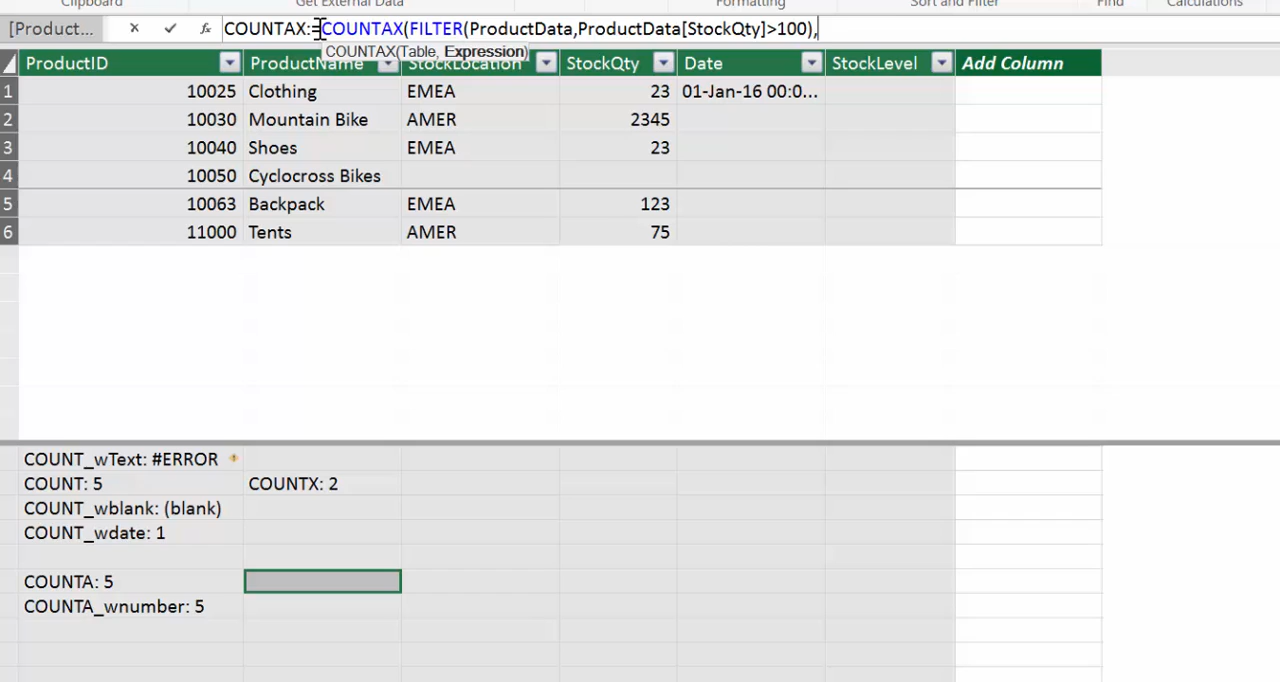 Clipboard Get External Data Formatting Sort and Filter Find Calculations
[Product... fx COUNTAX:=COUNTAX(FILTER(ProductData,ProductData[StockQty]>100),
COUNTAX(Table, Expression)
ProductID ProductName StockLocation StockQty Date StockLevel Add Column
1 10025 Clothing EMEA 23 01-Jan-16 00:0...
2 10030 Mountain Bike AMER 2345
3 10040 Shoes EMEA 23
4 10050 Cyclocross Bikes
5 10063 Backpack EMEA 123
6 11000 Tents AMER 75
COUNT_wText: #ERROR
COUNT: 5 COUNTX: 2
COUNT_wblank: (blank)
COUNT_wdate: 1
COUNTA: 5
COUNTA_wnumber: 5